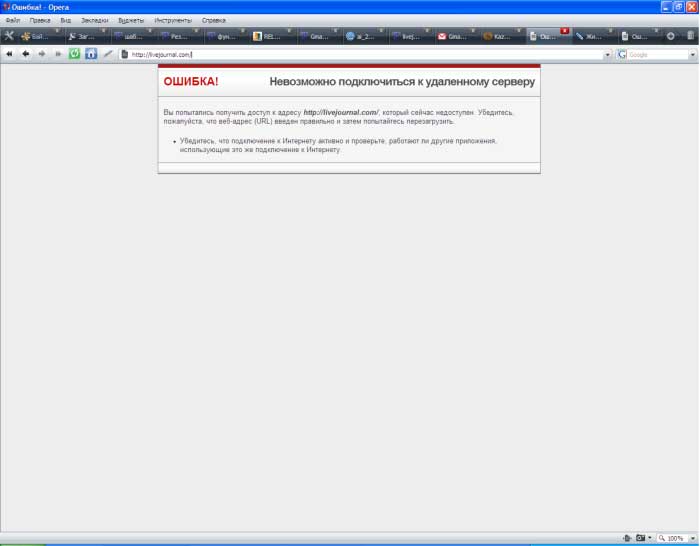 Ошибка! - Opera
Файл Правка Вид Закладки Виджеты Инструменты Справка
Заг... шаб... Рез... фун... REL... Gma... livej... Gma... Каз... Ош... Жи... Ош...
http://livejournal.com/ Google
ОШИБКА! Невозможно подключиться к удаленному серверу
Вы попытались получить доступ к адресу http://livejournal.com/, который сейчас недоступен. Убедитесь,
пожалуйста, что веб-адрес (URL) введен правильно и затем попытайтесь перезагрузить.
• Убедитесь, что подключение к Интернету активно и проверьте, работают ли другие приложения,
использующие это же подключение к Интернету.
100%